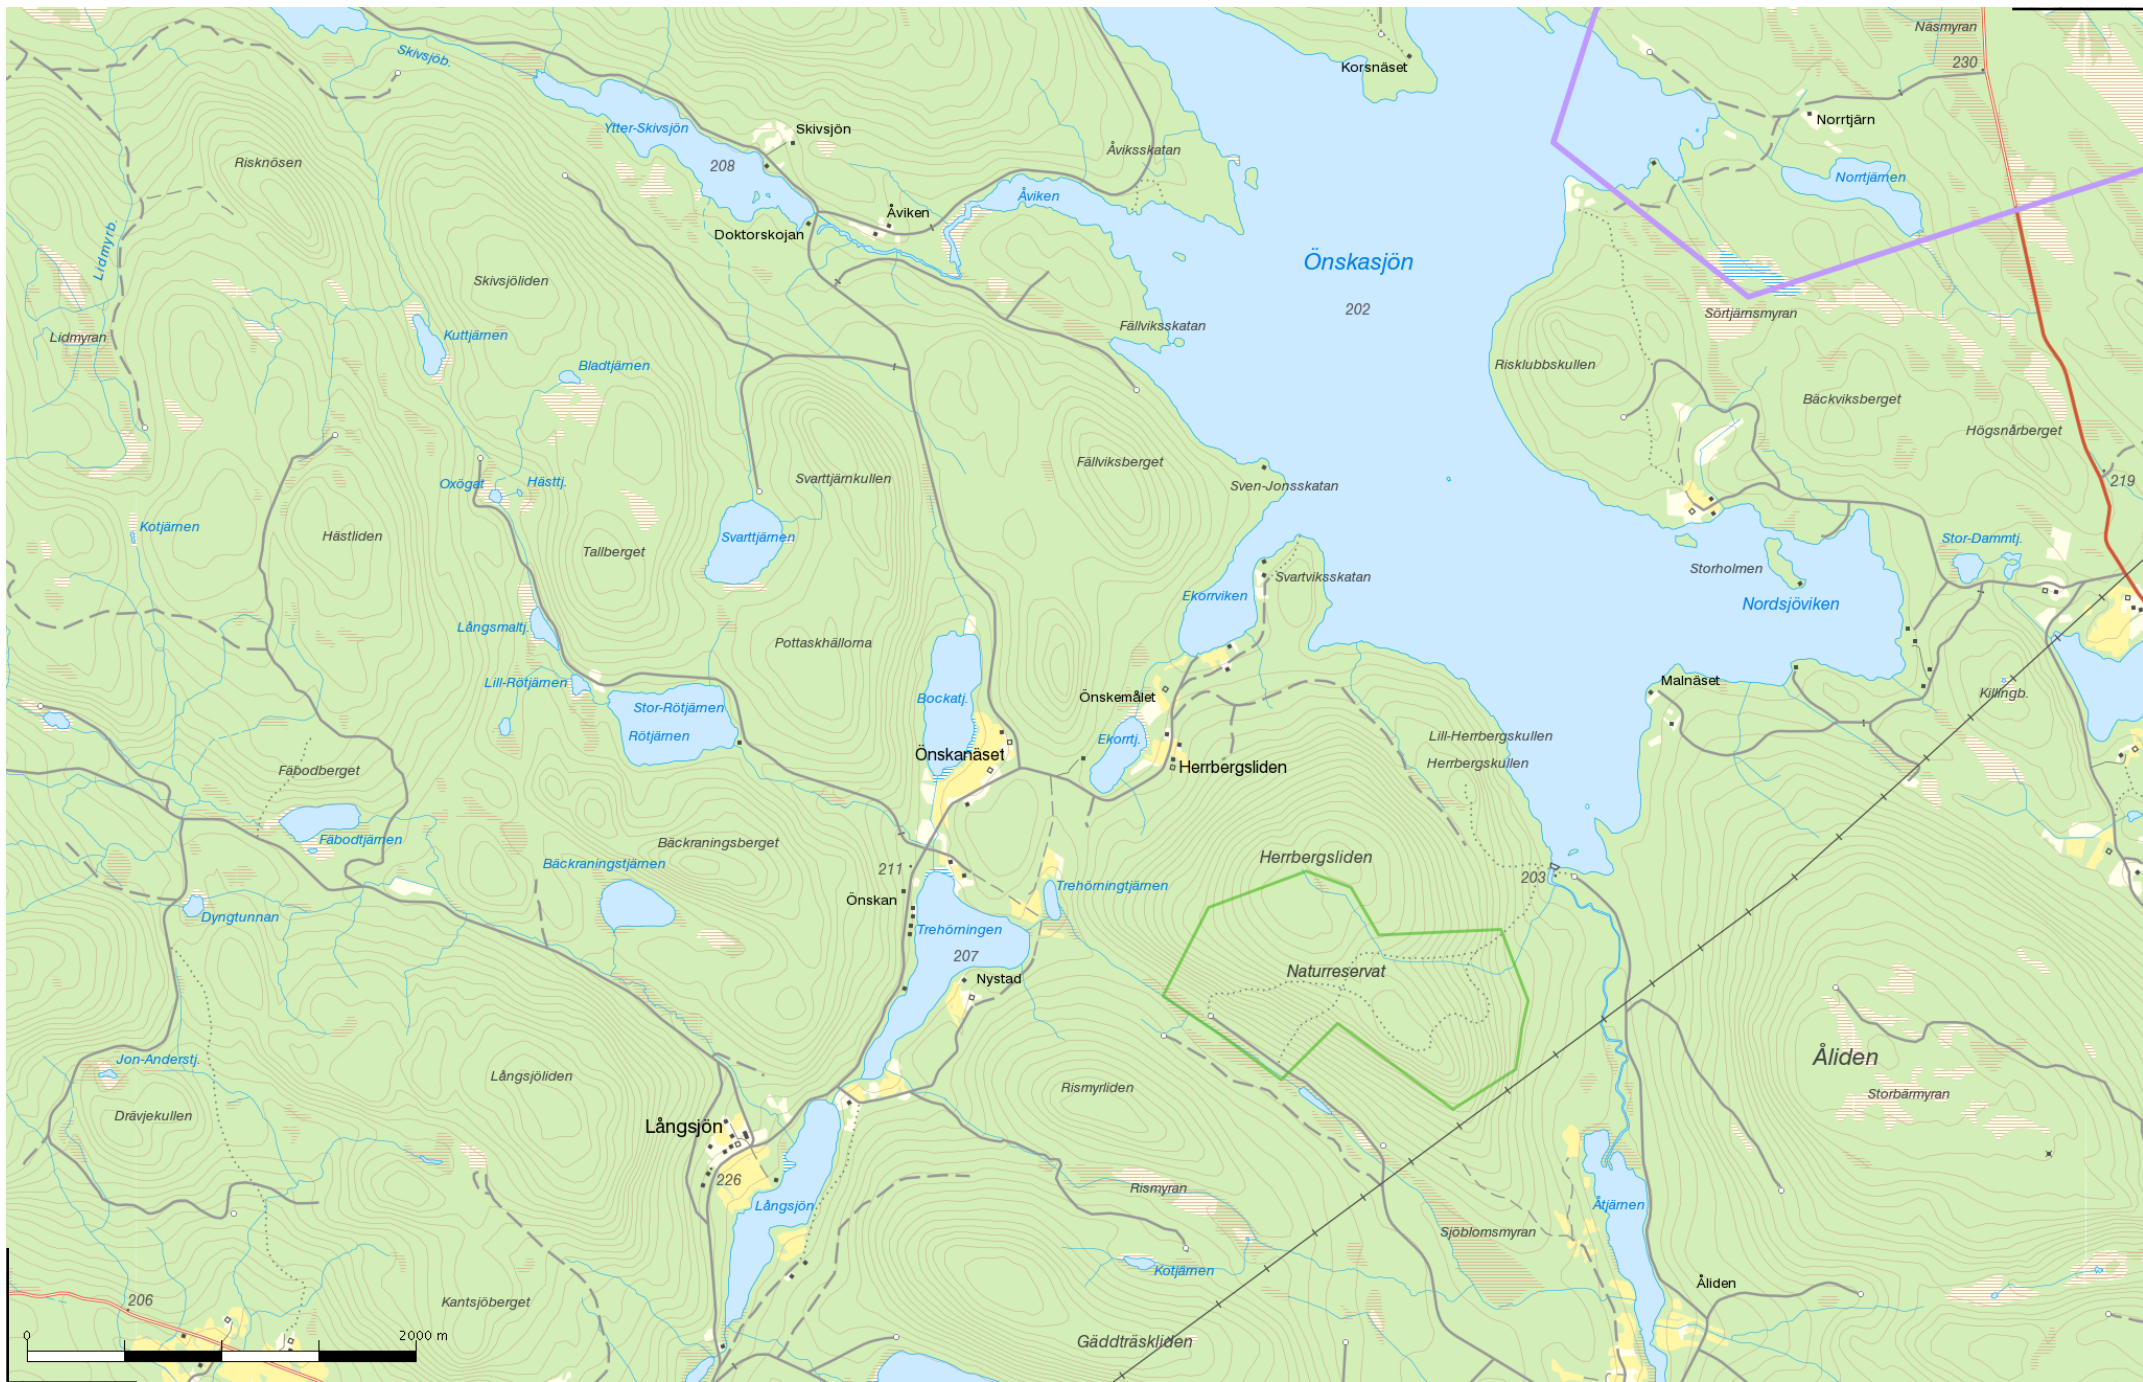 Näsmyran
Skivsjöb.
230
Korsnäset
Norrtjärn
Ytter-Skivsjön
Skivsjön
Åviksskatan
Risknösen
208
Norrtjärnen
Åviken
Åviken
Doktorskojan
Lidmyrb.
Önskasjön
Skivsjöliden
202
Sörtjärnsmyran
Fällviksskatan
Lidmyran
Kuttjärnen
Bladtjärnen
Risklubbskullen
Bäckviksberget
Högsnårberget
Fällviksberget
Svarttjärnkullen
Oxögat
Hästtj.
Sven-Jonsskatan
219
Kotjärnen
Hästliden
Svarttjärnen
Stor-Dammtj.
Tallberget
Storholmen
Svartviksskatan
Ekorrviken
Nordsjöviken
Långsmaltj.
Pottaskhällorna
Lill-Rötjärnen
Malnäset
Killingb.
Bockatj.
Önskemålet
Stor-Rötjärnen
Rötjärnen
Ekorrtj.
Lill-Herrbergskullen
Önskanäset
Herrbergsliden
Herrbergskullen
Fäbodberget
Fäbodtjärnen
Bäckraningsberget
Bäckraningstjärnen
211
Herrbergsliden
203
Trehörningtjärnen
Önskan
Dyngtunnan
Trehörningen
207
Naturreservat
Nystad
Jon-Anderstj.
Långsjöliden
Rismyrliden
Åliden
Storbärmyran
Drävjekullen
Långsjön
226
Rismyran
Långsjön
Åtjärnen
Sjöblomsmyran
Kotjärnen
Åliden
206
Kantsjöberget
0
2000 m
Gäddträskliden